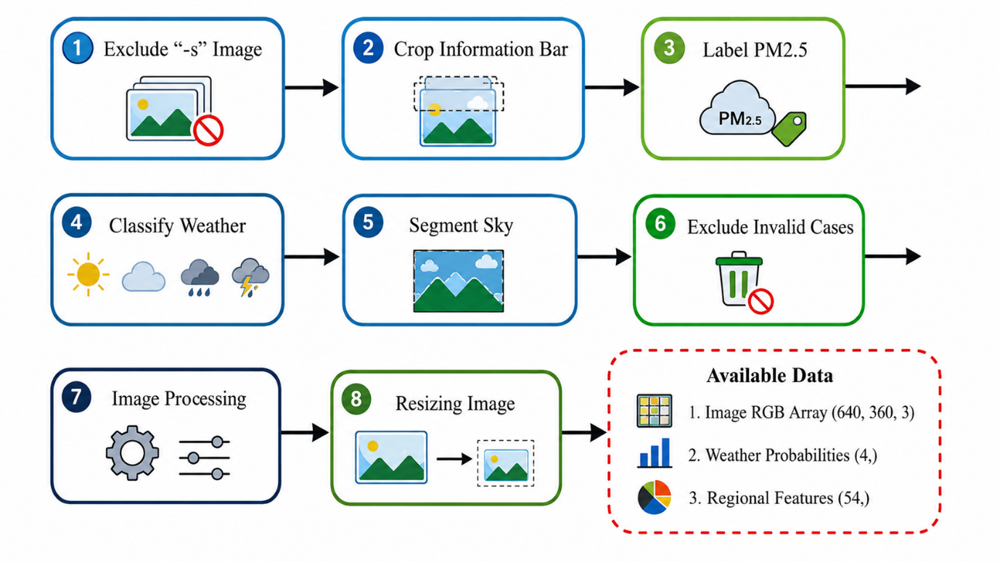 1 Exclude “-s” Image
2 Crop Information Bar
3 Label PM2.5
PM2.5
4 Classify Weather
5 Segment Sky
6 Exclude Invalid Cases
7 Image Processing
8 Resizing Image
Available Data
1. Image RGB Array (640, 360, 3)
2. Weather Probabilities (4,)
3. Regional Features (54,)